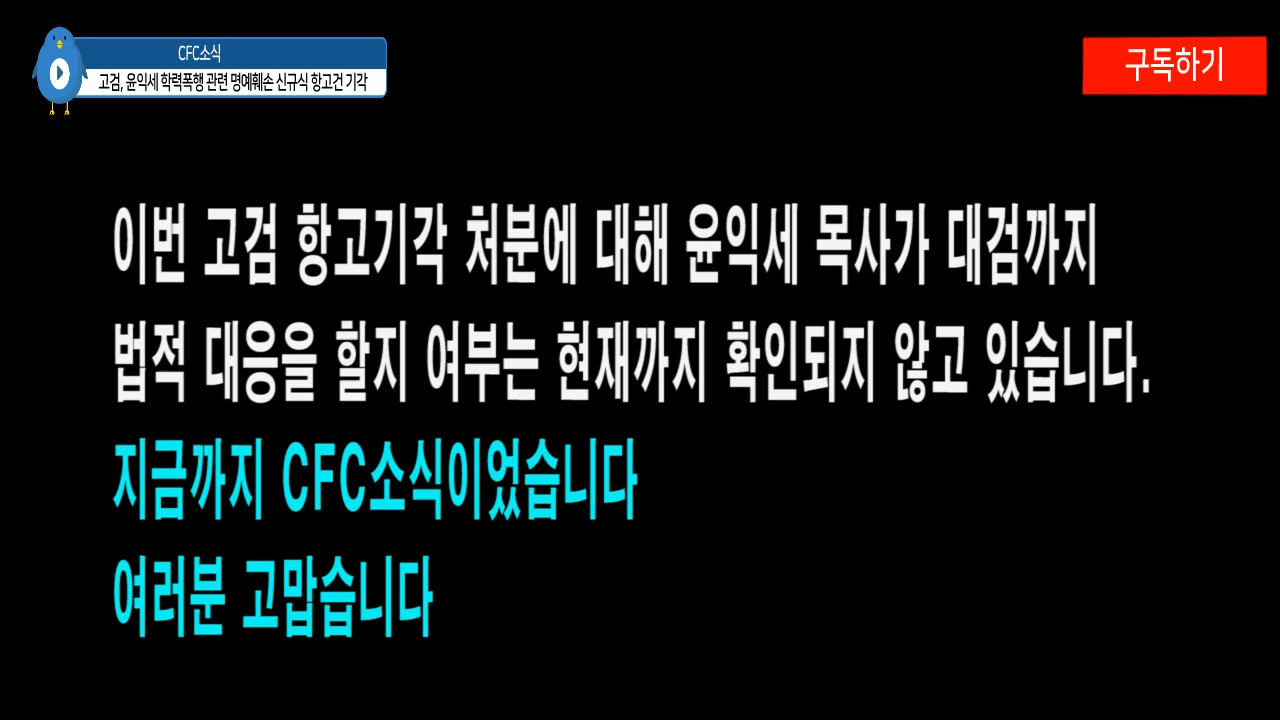 CFC소식
고검, 윤익세 학력폭행 관련 명예훼손 신규식 항고건 기각
구독하기
이번 고검 항고기각 처분에 대해 윤익세 목사가 대검까지
법적 대응을 할지 여부는 현재까지 확인되지 않고 있습니다.
지금까지 CFC소식이었습니다
여러분 고맙습니다